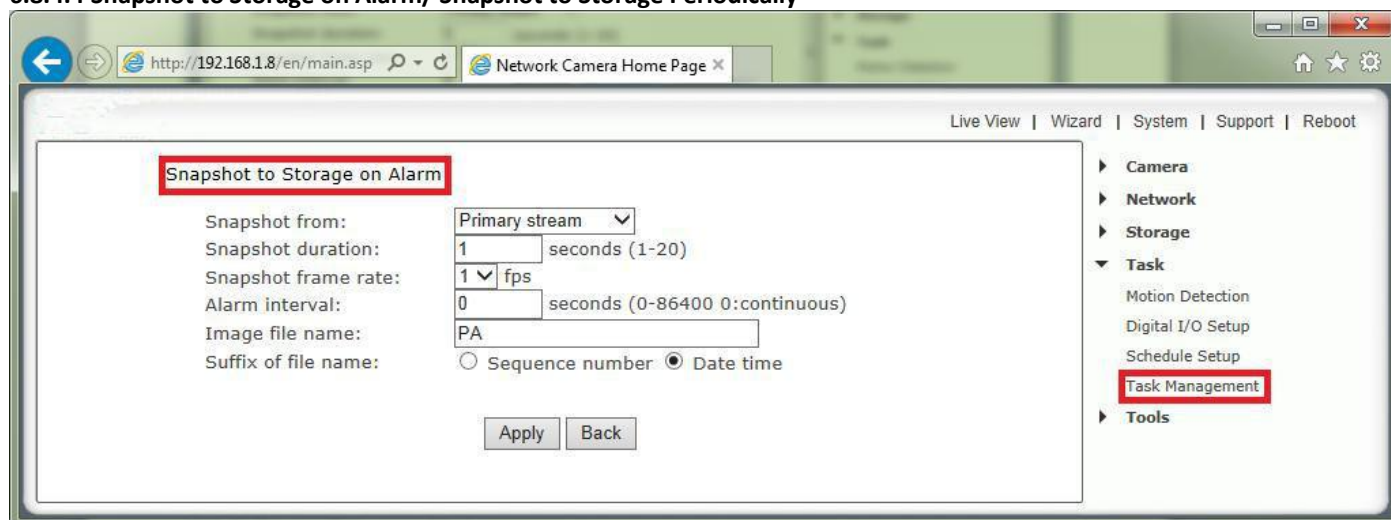 Snapshot to Storage on Alarm/ Snapshot to Storage Periodically
http://192.168.1.8/en/main.asp
Network Camera Home Page
Live View | Wizard | System | Support | Reboot
Snapshot to Storage on Alarm
Snapshot from: Primary stream
Snapshot duration: 1 seconds (1-20)
Snapshot frame rate: 1 fps
Alarm interval: 0 seconds (0-86400 0:continuous)
Image file name: PA
Suffix of file name: Sequence number Date time
Apply Back
Camera
Network
Storage
Task
Motion Detection
Digital I/O Setup
Schedule Setup
Task Management
Tools